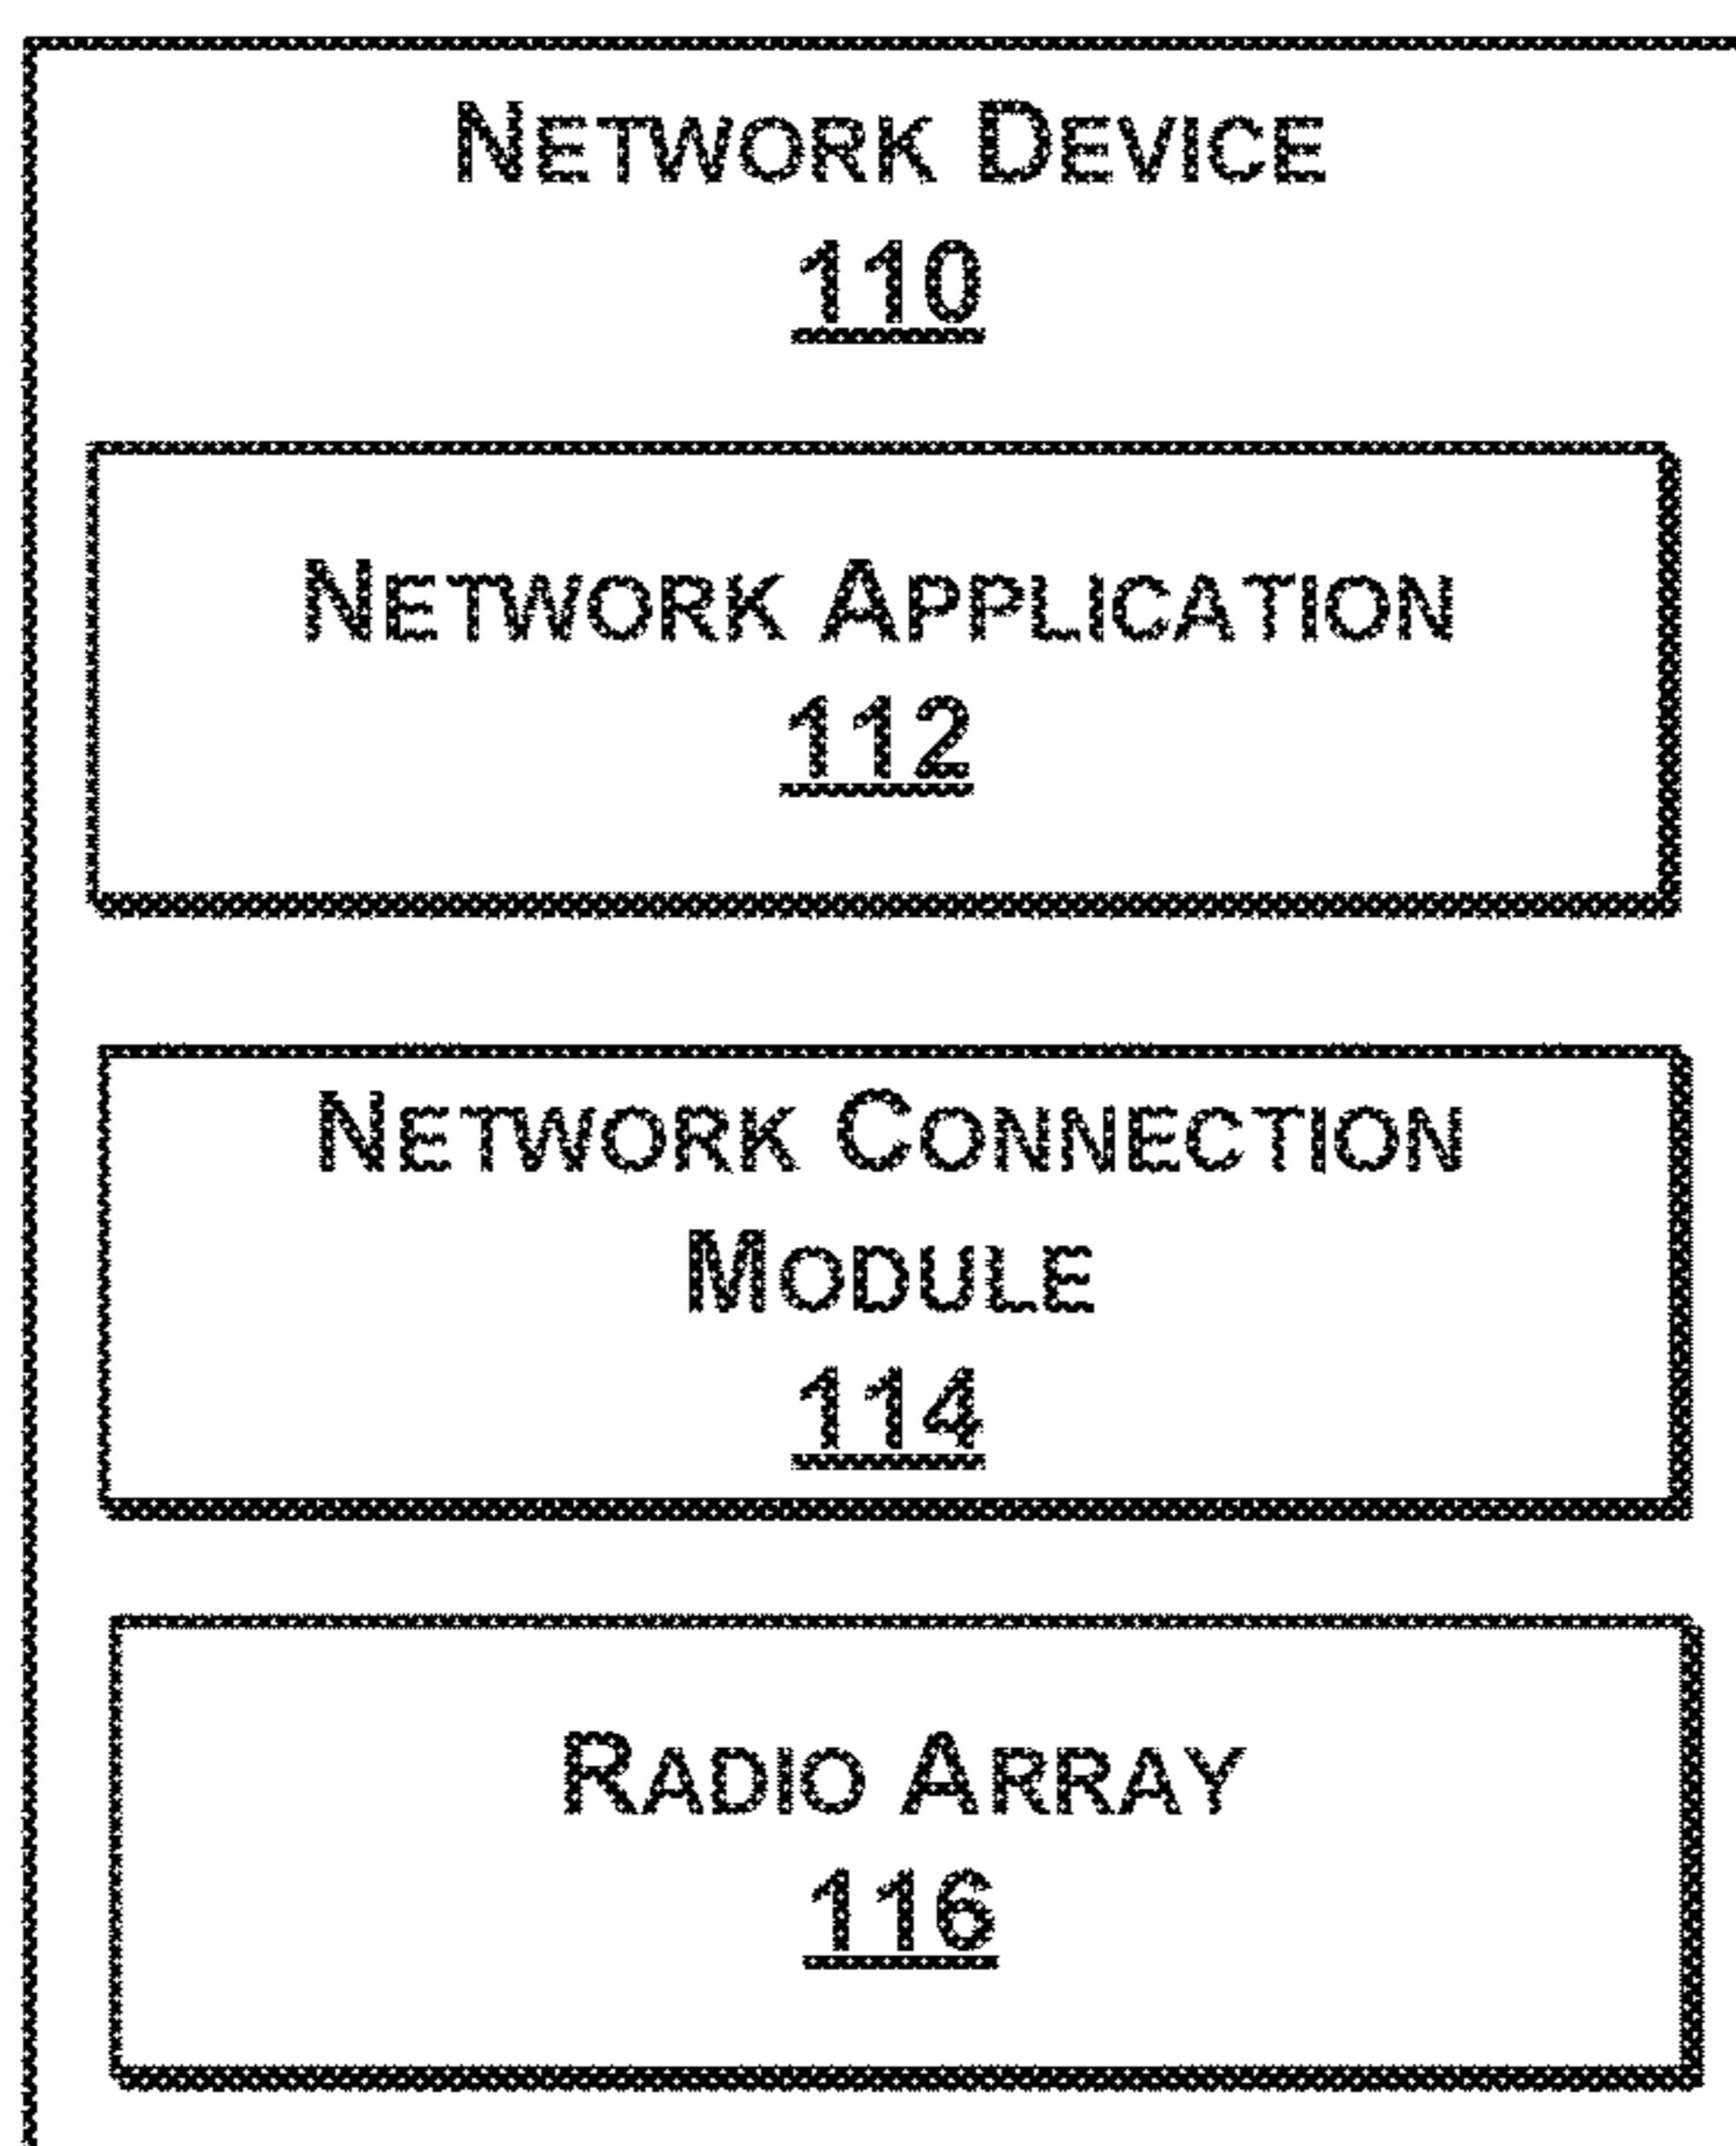 NETWORK DEVICE
110
NETWORK APPLICATION
112
NETWORK CONNECTION
MODULE
114
RADIO ARRAY
116